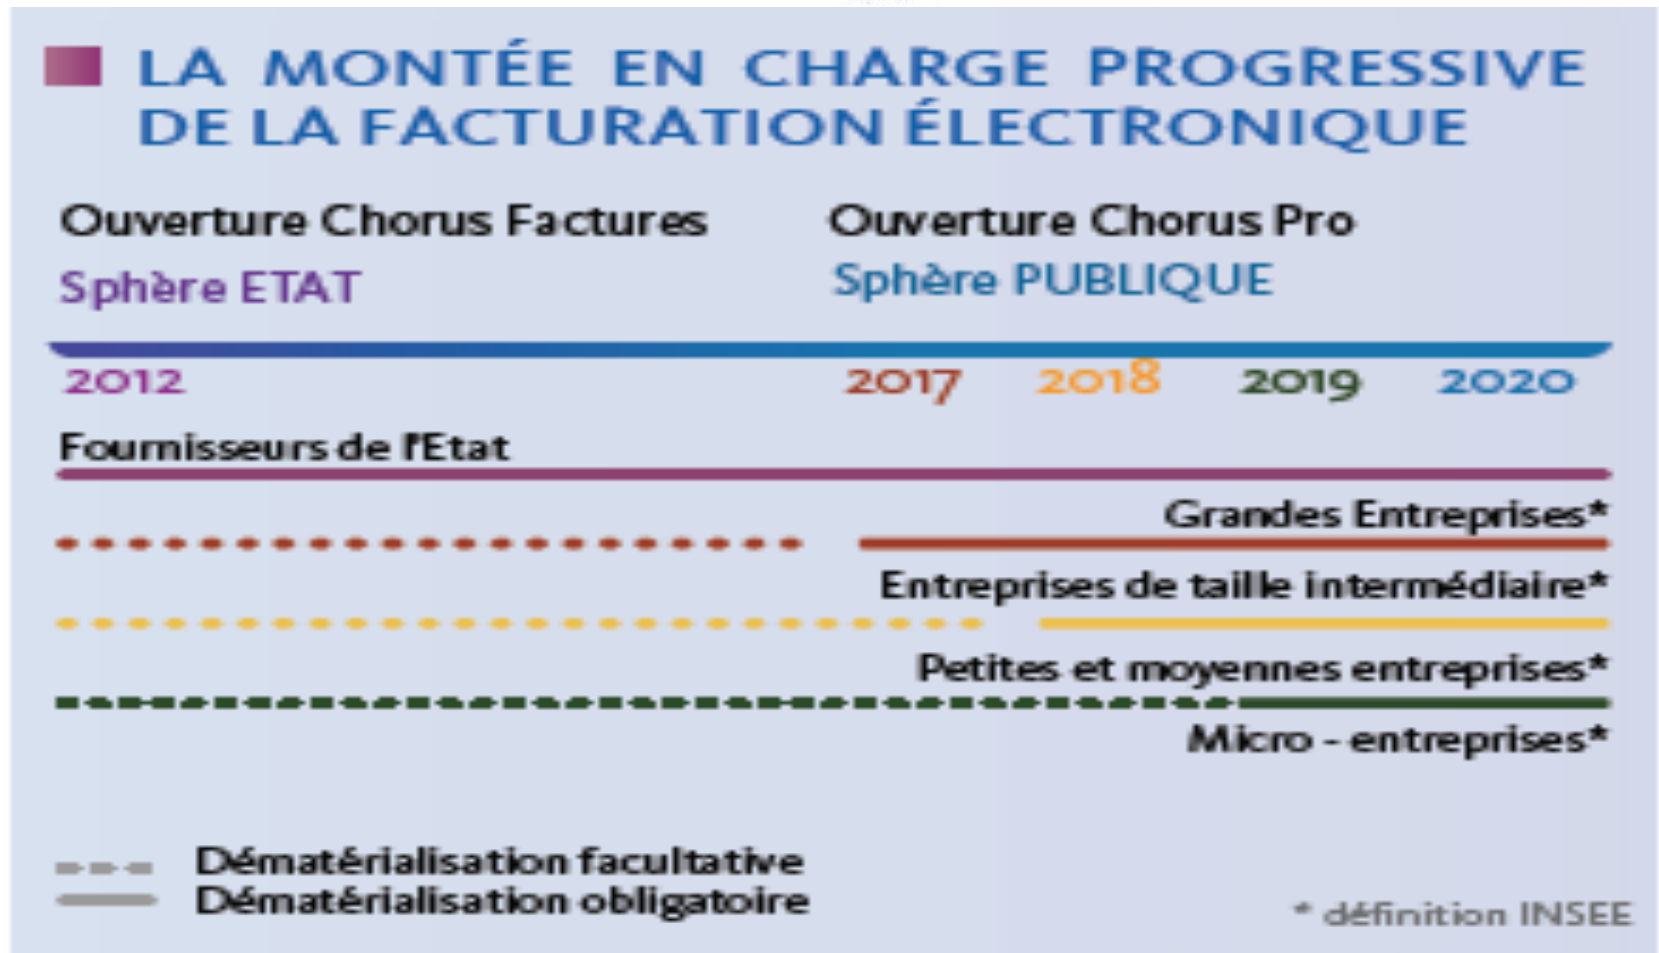 LA MONTÉE EN CHARGE PROGRESSIVE
DE LA FACTURATION ÉLECTRONIQUE
Ouverture Chorus Factures
Sphère ETAT
Ouverture Chorus Pro
Sphère PUBLIQUE
2012 2017 2018 2019 2020
Fournisseurs de l'Etat
Grandes Entreprises*
Entreprises de taille intermédiaire*
Petites et moyennes entreprises*
Micro - entreprises*
Dématérialisation facultative
Dématérialisation obligatoire
* définition INSEE